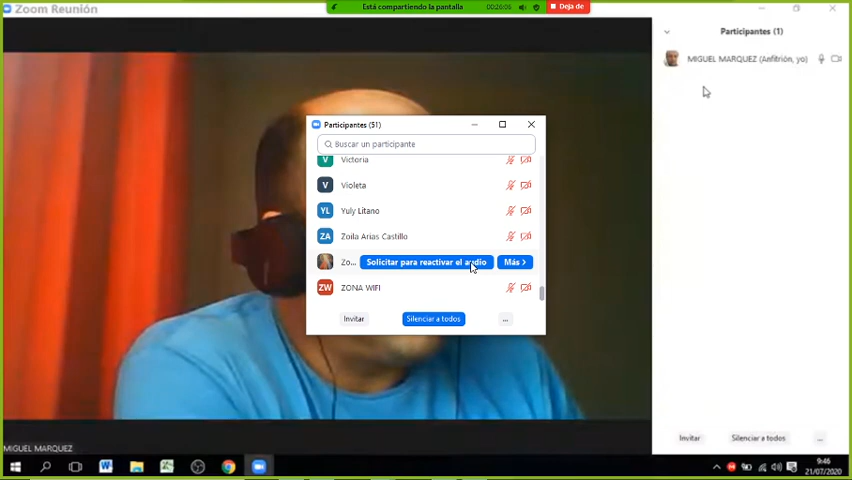 Zoom Reunión
Está compartiendo la pantalla
00:26:05
Deja de
Participantes (1)
MIGUEL MARQUEZ (Anfitrión, yo)
Participantes (51)
Buscar un participante
Victoria
V
Violeta
YL
Yuly Litano
ZA
Zoila Arias Castillo
Zo...
Solicitar para reactivar el audio
Más >
ZW
ZONA WIFI
Invitar
Silenciar a todos
...
MIGUEL MARQUEZ
Invitar
Silenciar a todos
...
9:46
21/07/2020